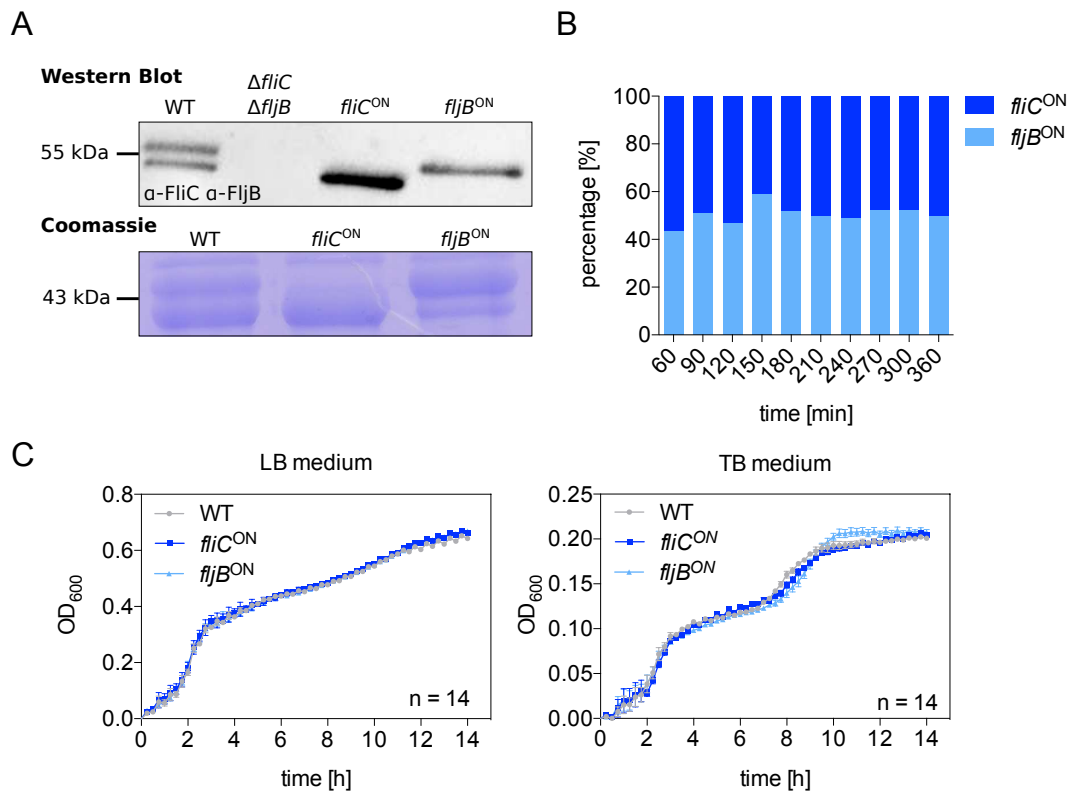 A
Western Blot
WT
ΔfliC
ΔfljB
fliCON
fljBON
55 kDa
α-FliC α-FljB
Coomassie
WT
fliCON
fljBON
43 kDa
B
percentage [%]
100
80
60
40
20
0
60
90
120
150
180
210
240
270
300
360
time [min]
fliCON
fljBON
C
LB medium
OD600
0.8
0.6
0.4
0.2
0.0
WT
fliCON
fljBON
n = 14
0 2 4 6 8 10 12 14
time [h]
TB medium
OD600
0.25
0.20
0.15
0.10
0.05
0.00
WT
fliCON
fljBON
n = 14
0 2 4 6 8 10 12 14
time [h]